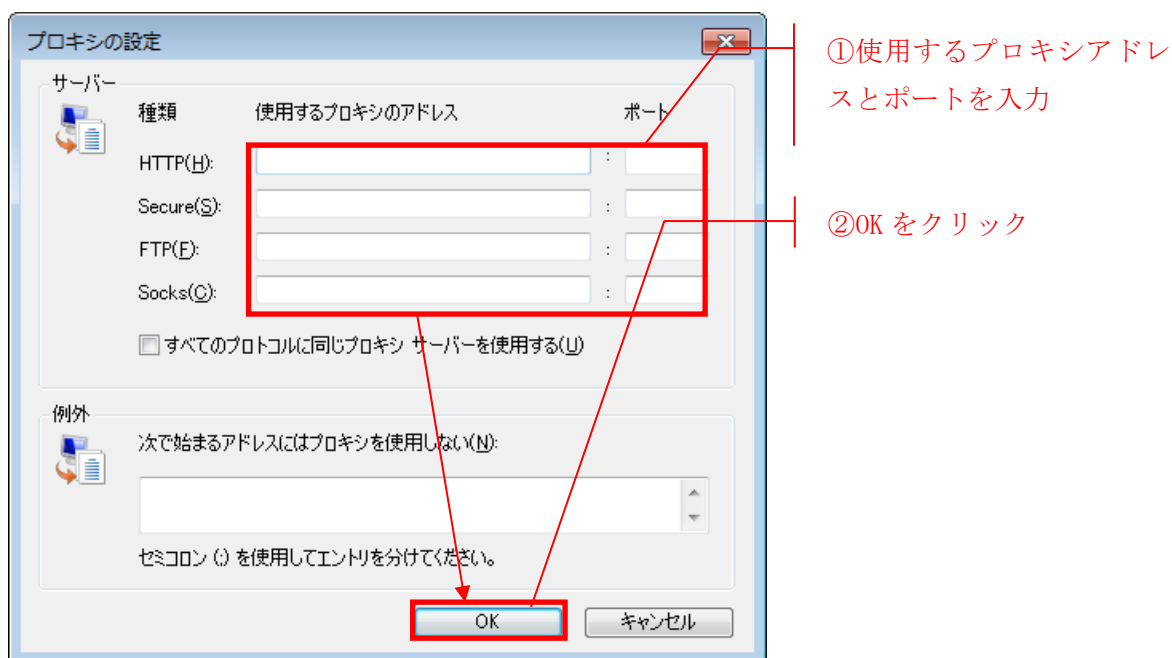 プロキシの設定
①使用するプロキシアドレ
スとポートを入力
サーバー
種類 使用するプロキシのアドレス ポート
HTTP(H): :
Secure(S): :
②OK をクリック
FTP(F): :
Socks(C): :
すべてのプロトコルに同じプロキシ サーバーを使用する(U)
例外
次で始まるアドレスにはプロキシを使用しない(N):
セミコロン (;) を使用してエントリを分けてください。
OK キャンセル